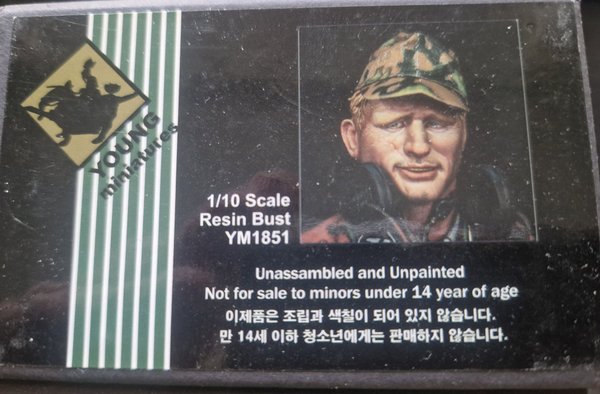 YOUNG
miniatures
1/10 Scale
Resin Bust
YM1851
Unassambled and Unpainted
Not for sale to minors under 14 year of age
이제품은 조립과 색칠이 되어 있지 않습니다.
만 14세 이하 청소년에게는 판매하지 않습니다.